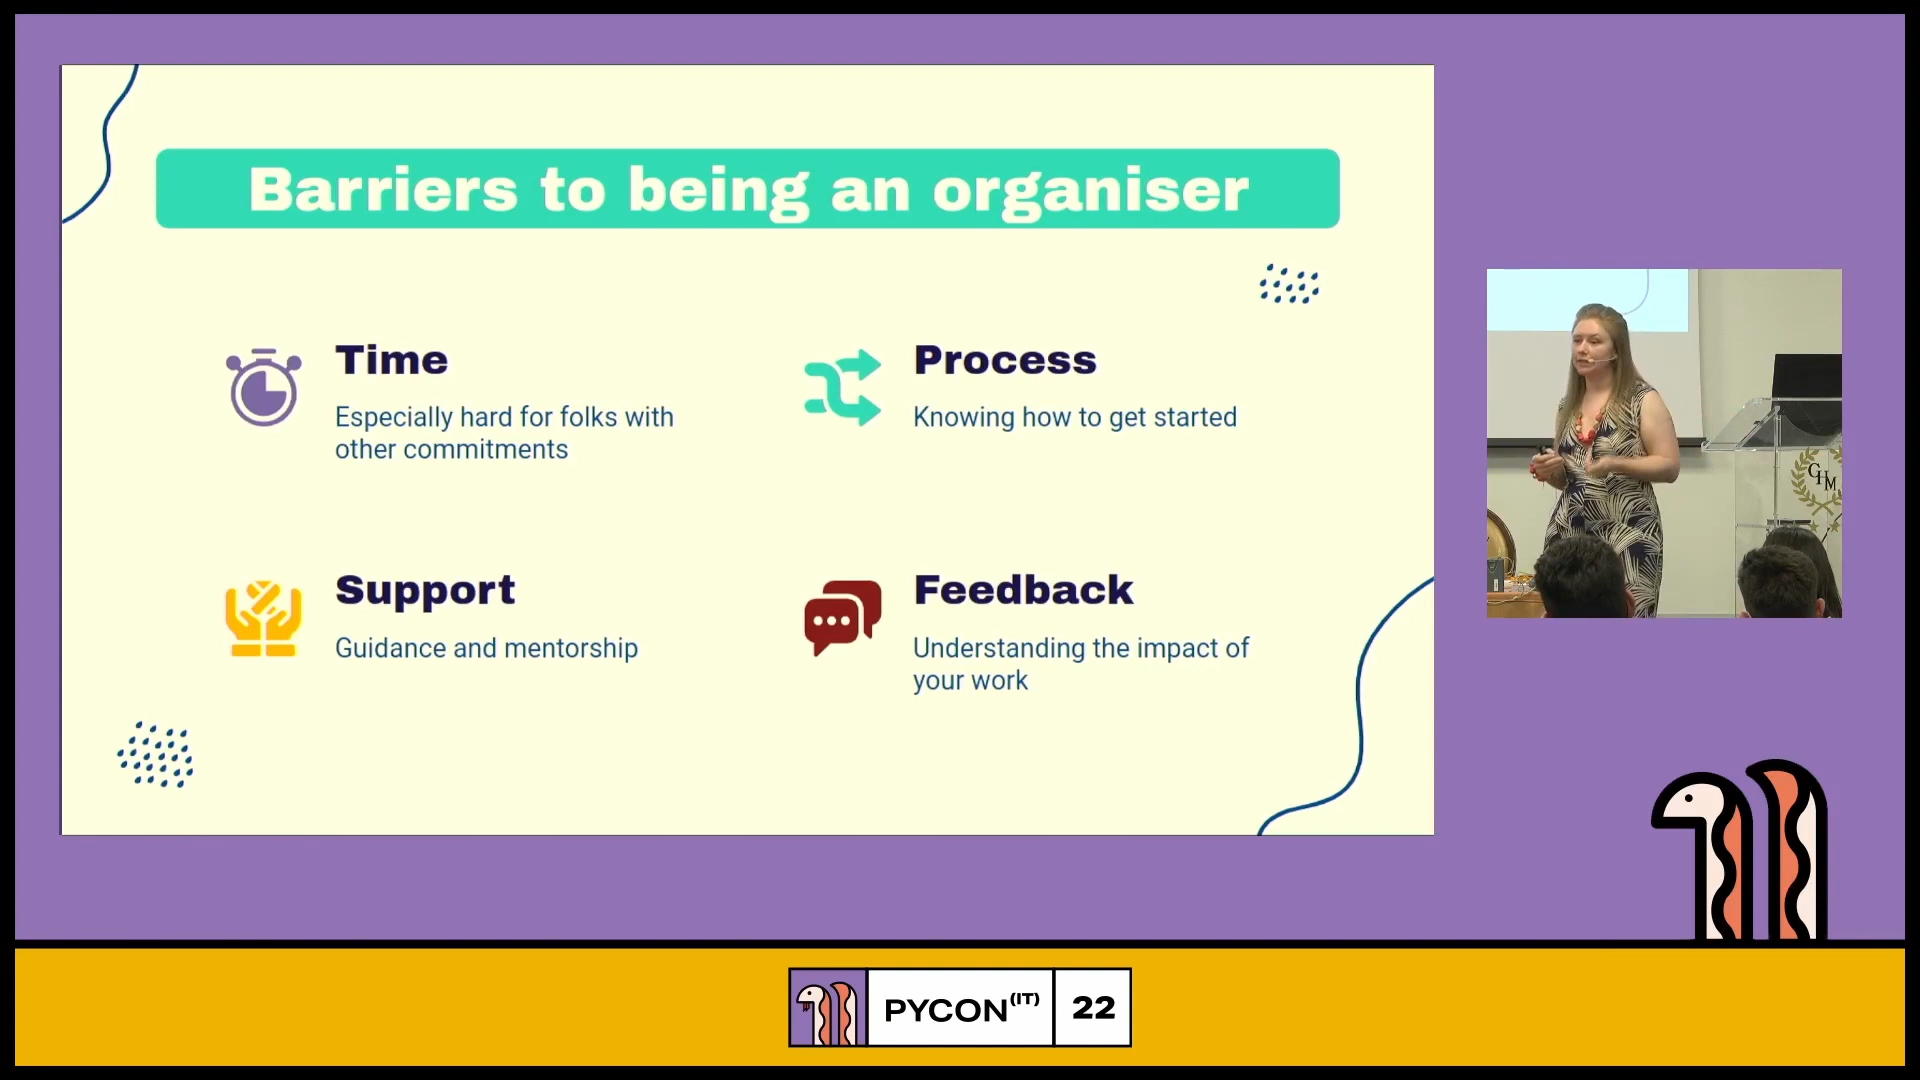 Barriers to being an organiser
Time
Especially hard for folks with
other commitments
Process
Knowing how to get started
Support
Guidance and mentorship
Feedback
Understanding the impact of
your work
GHM
PYCON(IT) 22